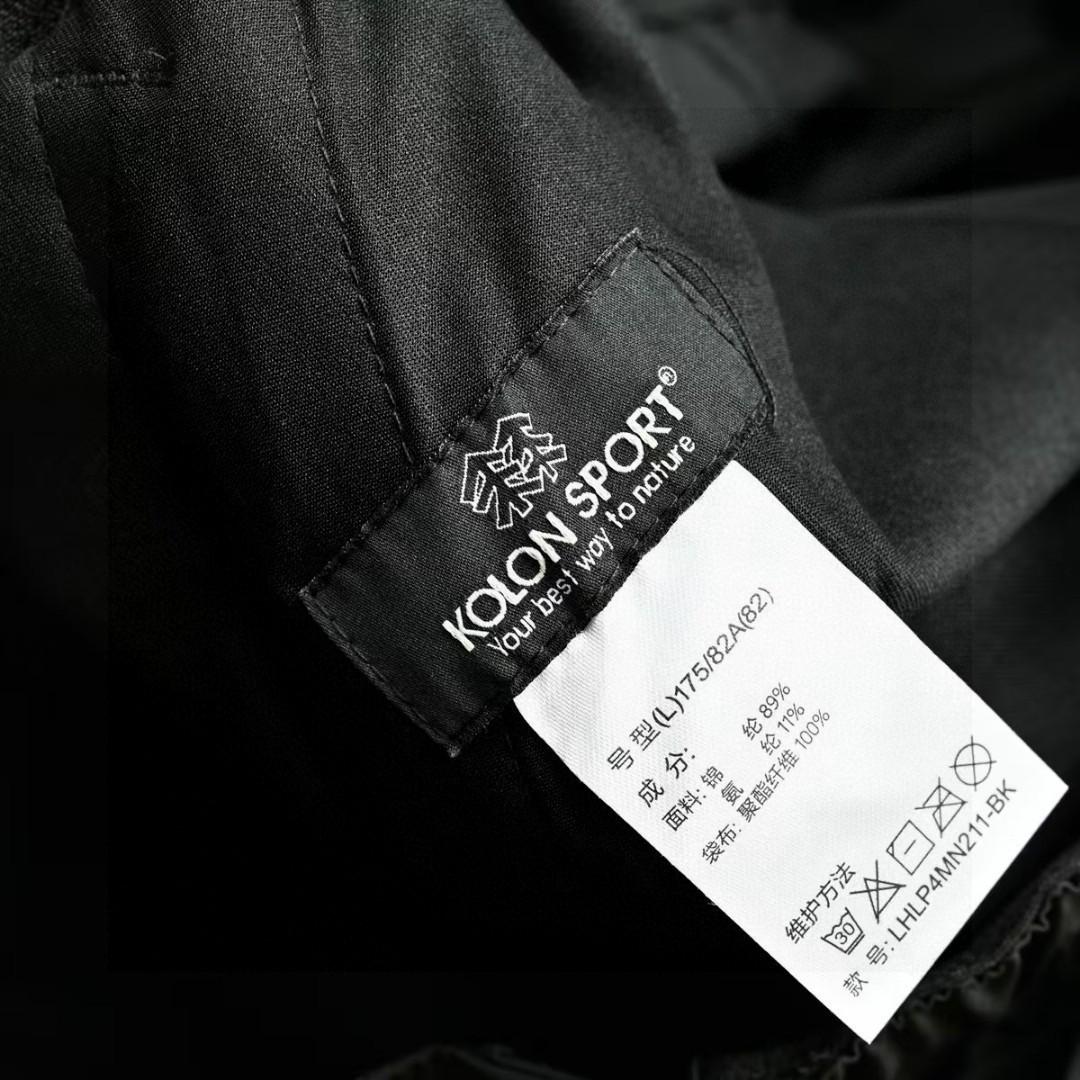 KOLON SPORT®
Your best way to nature
号 型(L)175/82A(82)
成 分:
面料: 锦 纶 89%
氨 纶 11%
袋布: 聚酯纤维 100%
维护方法
30
款 号: LHLP4MN211-BK